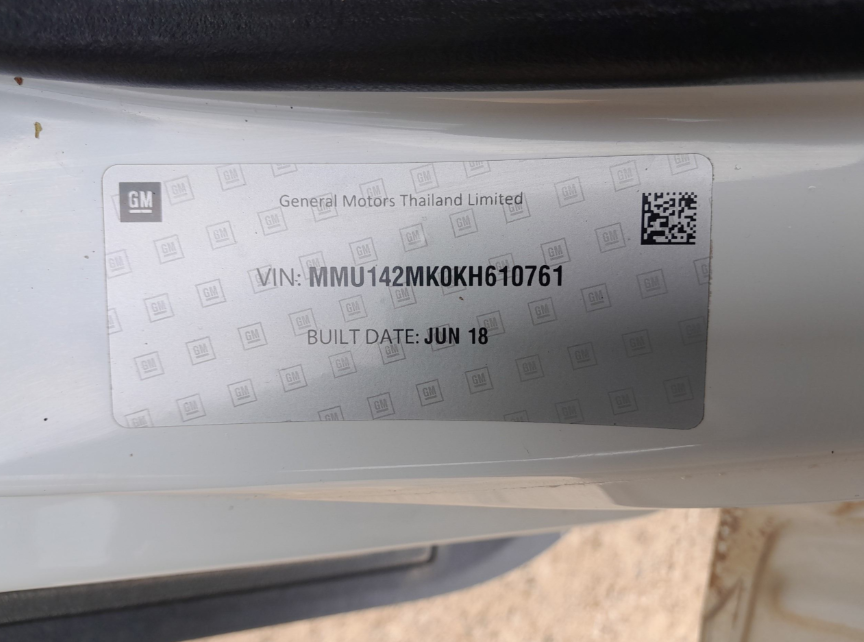 GM
General Motors Thailand Limited
VIN: MMU142MK0KH610761
BUILT DATE: JUN 18